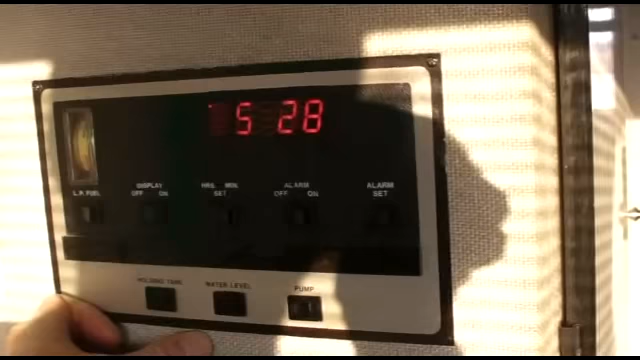 5 28
L.P. FUEL
DISPLAY
OFF ON
HRS. MIN.
SET
ALARM
OFF ON
ALARM
SET
HOLDING TANK
WATER LEVEL
PUMP